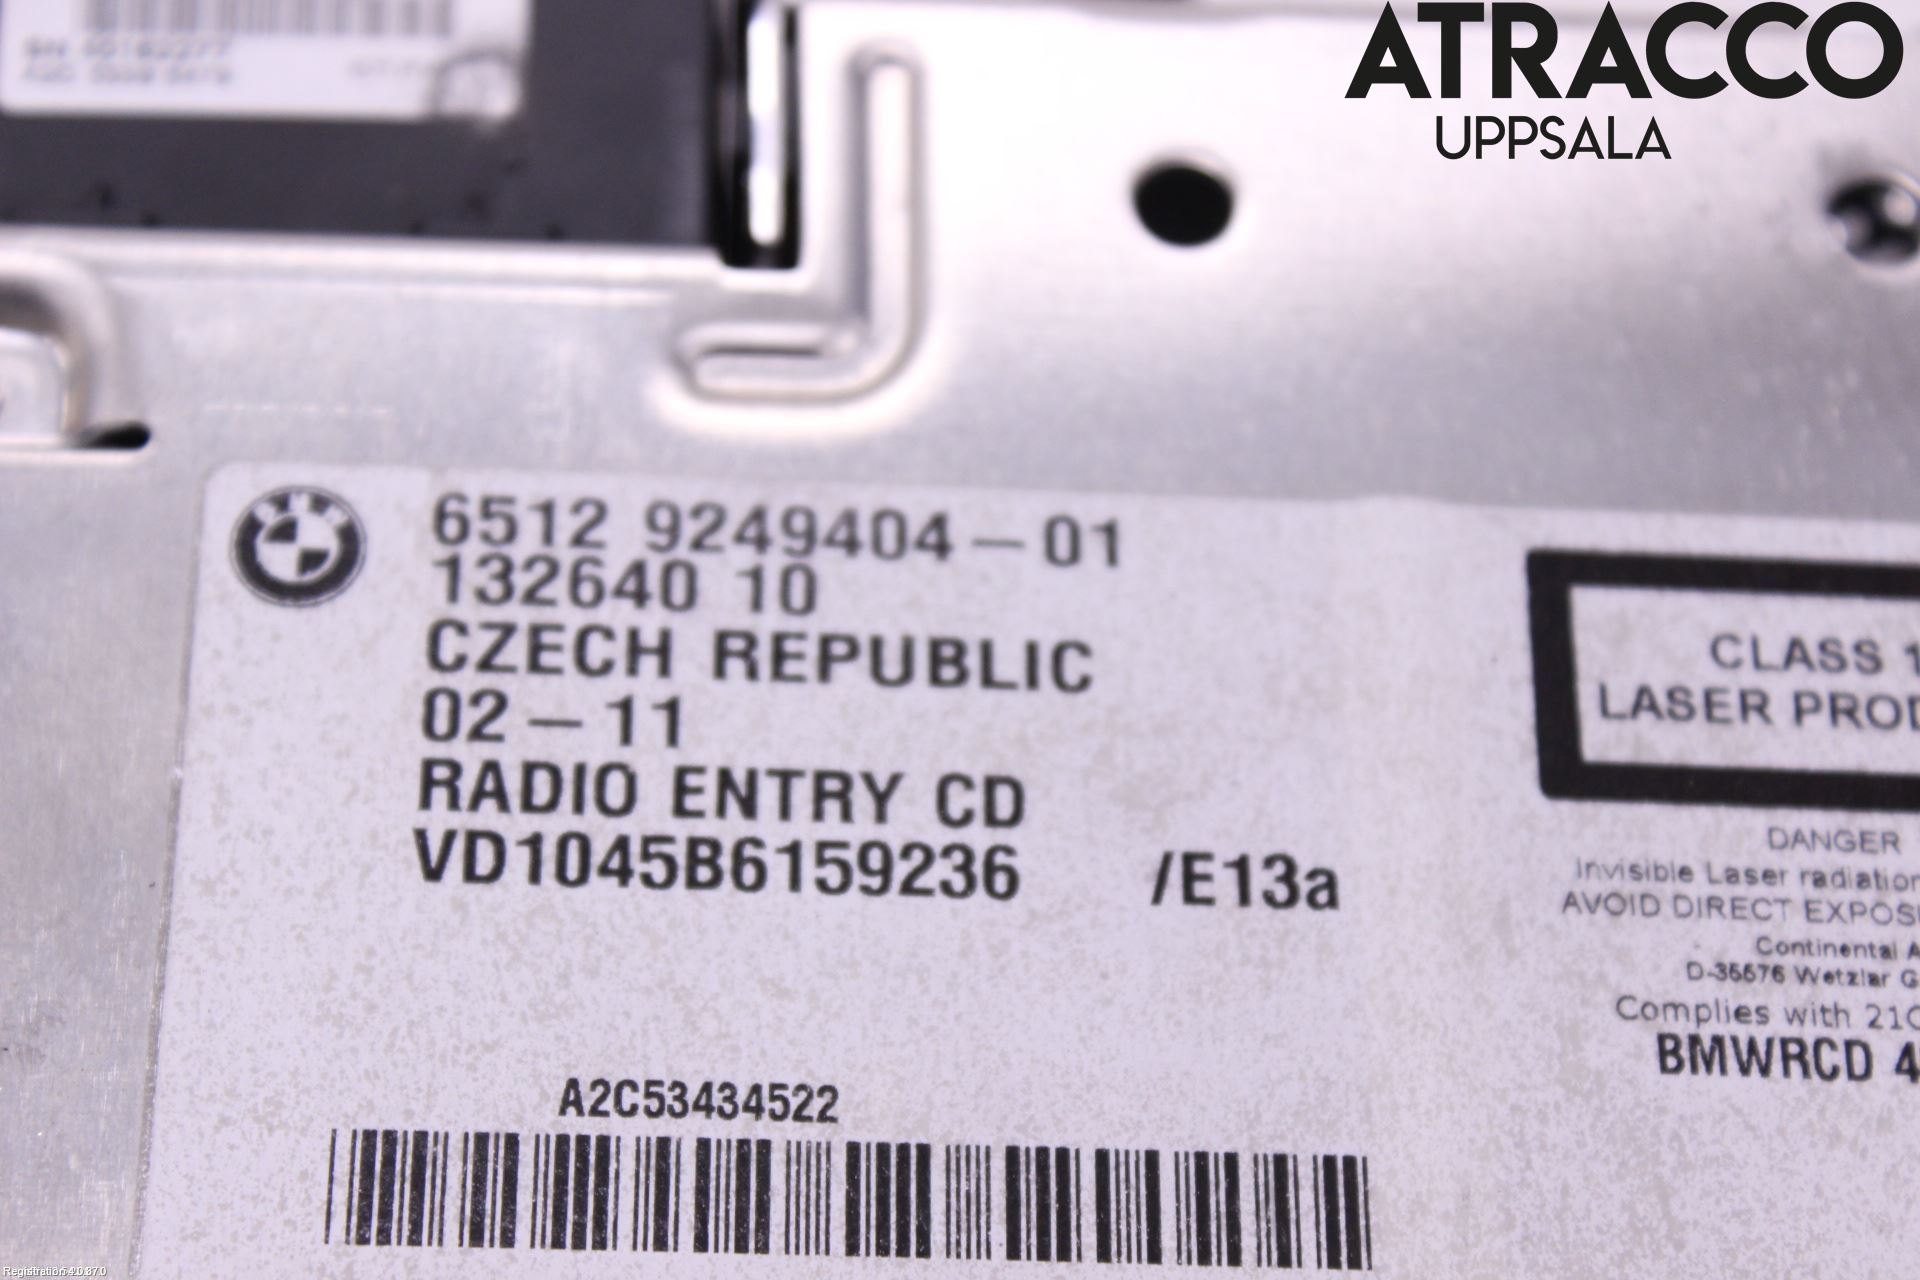 ATRACCO
UPPSALA
BMW
6512 9249404-01
132640 10
CZECH REPUBLIC
02-11
RADIO ENTRY CD
VD1045B6159236 /E13a
A2C53434522
CLASS 1
LASER PROD
DANGER
Invisible Laser radiation
AVOID DIRECT EXPOS
Continental A
D-35576 Wetzlar G
Complies with 21C
BMWRCD 4